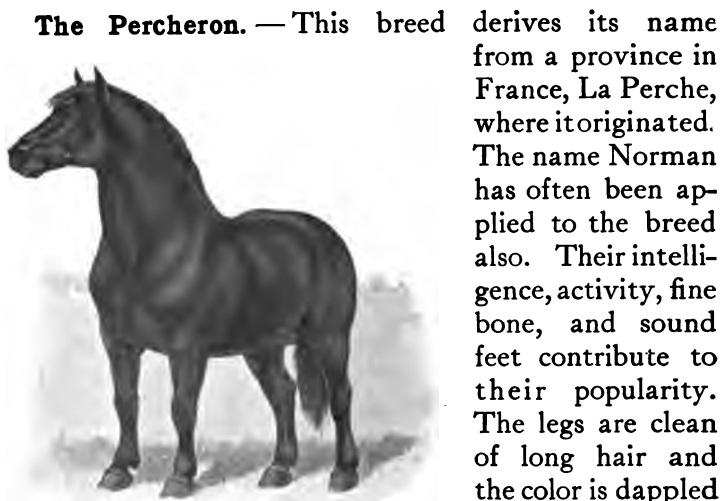 The Percheron. — This breed derives its name
from a province in
France, La Perche,
where it originated.
The name Norman
has often been ap-
plied to the breed
also. Their intelli-
gence, activity, fine
bone, and sound
feet contribute to
their popularity.
The legs are clean
of long hair and
the color is dappled